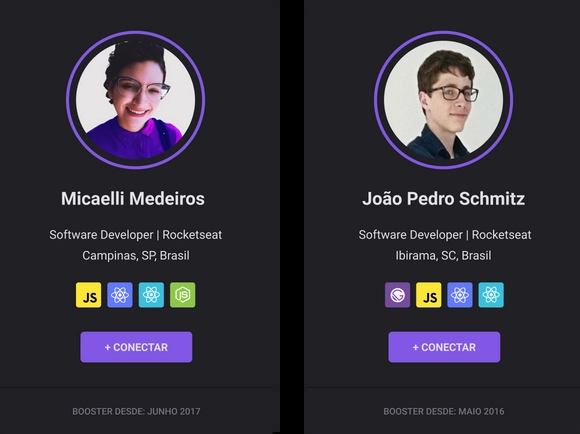 Micaelli Medeiros
Software Developer | Rocketseat
Campinas, SP, Brasil
JS
JS
+ CONECTAR
BOOSTER DESDE: JUNHO 2017
João Pedro Schmitz
Software Developer | Rocketseat
Ibirama, SC, Brasil
JS
+ CONECTAR
BOOSTER DESDE: MAIO 2016